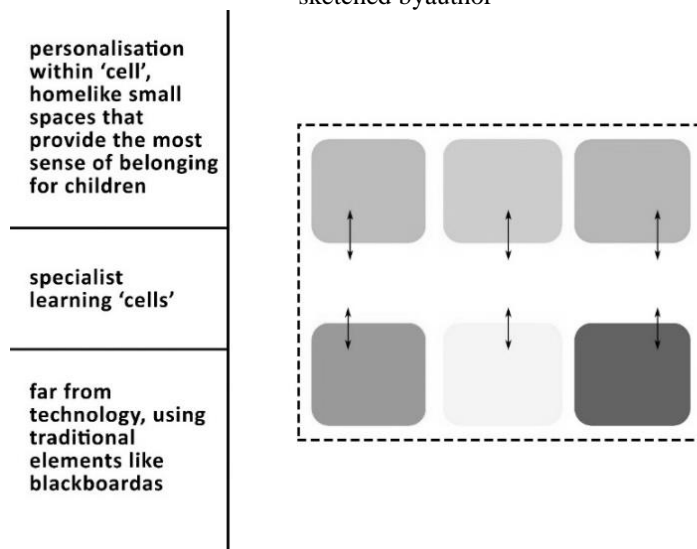 sketched byauthor
personalisation
within ‘cell’,
homelike small
spaces that
provide the most
sense of belonging
for children
specialist
learning ‘cells’
far from
technology, using
traditional
elements like
blackboardas